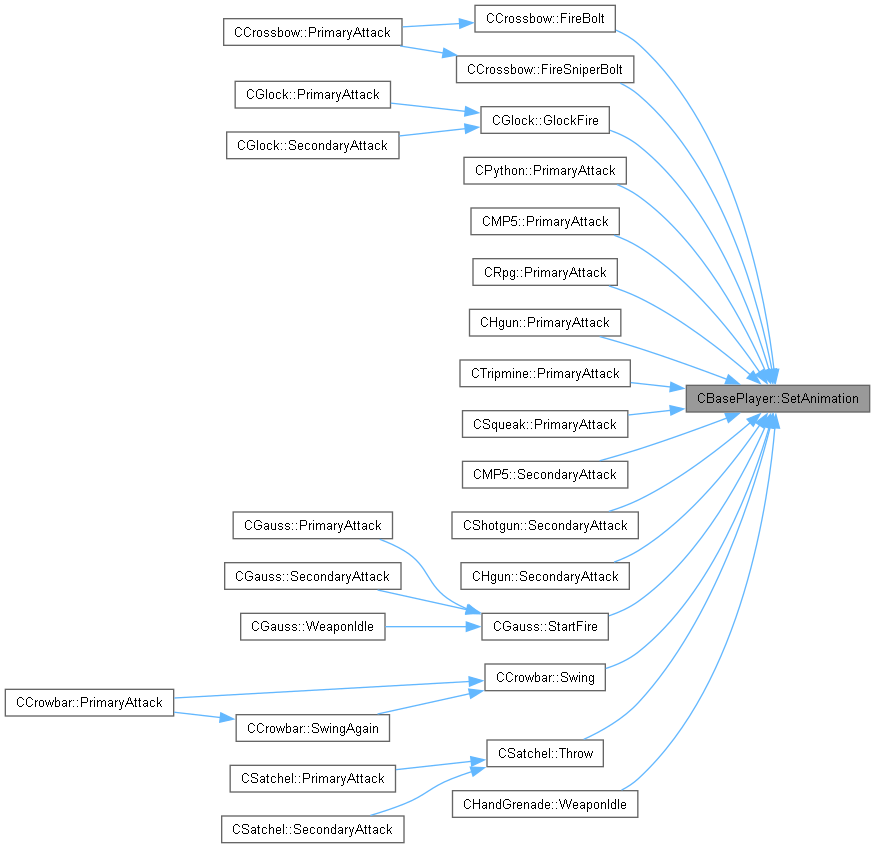 CCrossbow::FireBolt
CCrossbow::PrimaryAttack
CCrossbow::FireSniperBolt
CGlock::PrimaryAttack
CGlock::GlockFire
CGlock::SecondaryAttack
CPython::PrimaryAttack
CMP5::PrimaryAttack
CRpg::PrimaryAttack
CHgun::PrimaryAttack
CTripmine::PrimaryAttack
CBasePlayer::SetAnimation
CSqueak::PrimaryAttack
CMP5::SecondaryAttack
CGauss::PrimaryAttack
CShotgun::SecondaryAttack
CGauss::SecondaryAttack
CHgun::SecondaryAttack
CGauss::WeaponIdle
CGauss::StartFire
CCrowbar::Swing
CCrowbar::PrimaryAttack
CCrowbar::SwingAgain
CSatchel::Throw
CSatchel::PrimaryAttack
CHandGrenade::WeaponIdle
CSatchel::SecondaryAttack